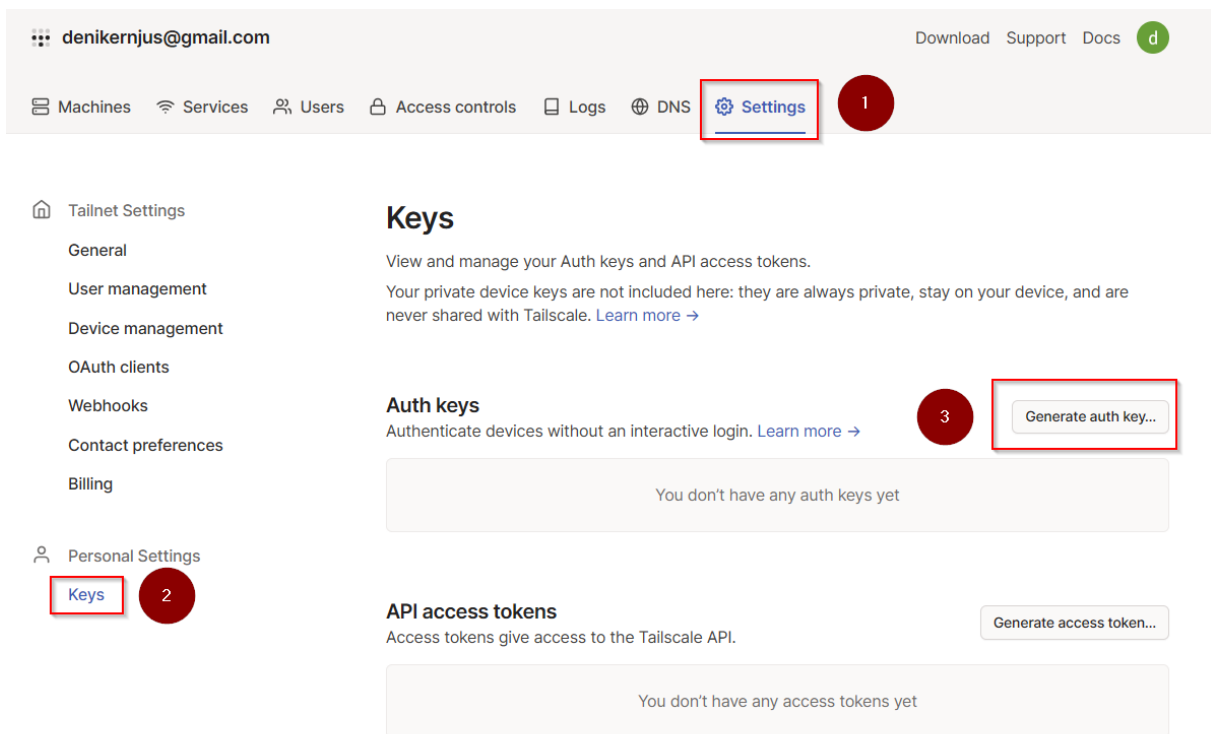 denikernjus@gmail.com
Download Support Docs d
Machines Services Users Access controls Logs DNS Settings 1
Tailnet Settings
General
User management
Device management
OAuth clients
Webhooks
Contact preferences
Billing
Personal Settings
Keys 2
Keys
View and manage your Auth keys and API access tokens.
Your private device keys are not included here: they are always private, stay on your device, and are
never shared with Tailscale. Learn more →
Auth keys
Authenticate devices without an interactive login. Learn more →
3 Generate auth key...
You don't have any auth keys yet
API access tokens
Access tokens give access to the Tailscale API.
Generate access token...
You don't have any access tokens yet